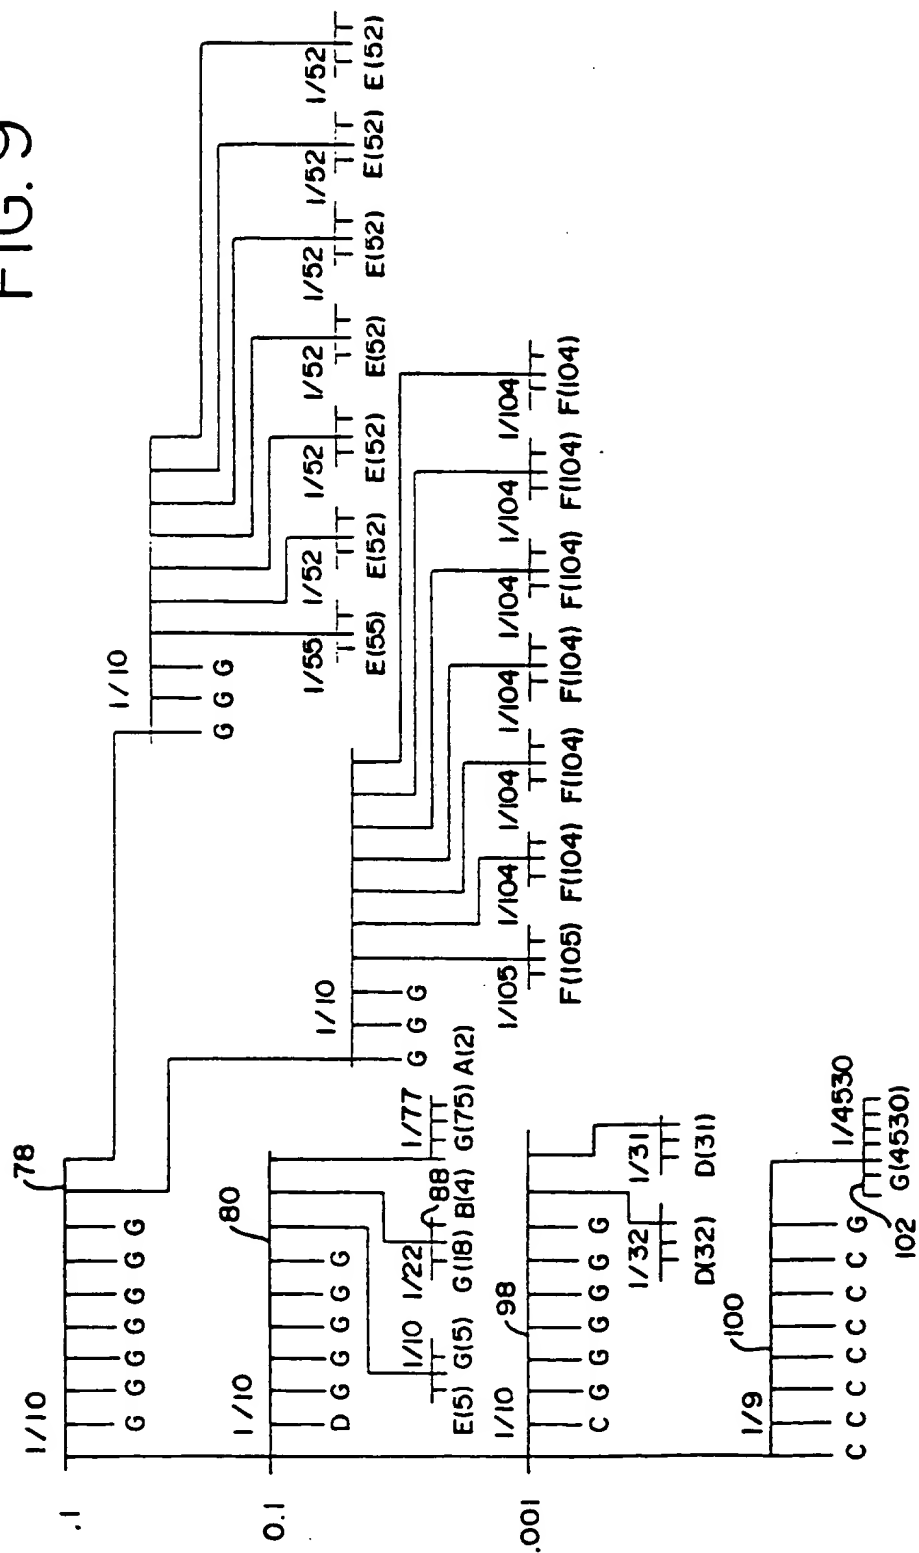 FIG. 9
.1
1/10
78
G G G G G G G
1/10
G G G
1/55 1/52 1/52 1/52 1/52 1/52 1/52
E(55) E(52) E(52) E(52) E(52) E(52) E(52)
0.1
1/10
80
D G G G G G
1/10
G G G
1/10 1/22 88 1/77
E(5) G(5) G(18) B(4) G(75) A(2)
1/105 1/104 1/104 1/104 1/104 1/104 1/104
F(105) F(104) F(104) F(104) F(104) F(104) F(104)
.001
1/10
98
C G G G G G G
1/32 1/31
D(32) D(31)
1/9
100
C C C C C C C G
1/4530
G(4530)
102